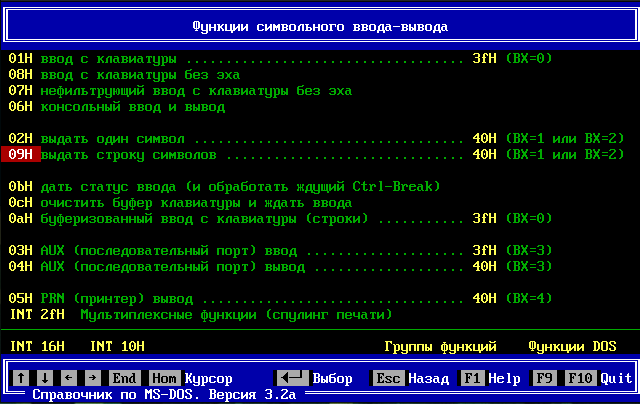 Функции символьного ввода-вывода
01H ввод с клавиатуры ................................... 3fH (BX=0)
08H ввод с клавиатуры без эха
07H нефильтрующий ввод с клавиатуры без эха
06H консольный ввод и вывод
02H выдать один символ .................................. 40H (BX=1 или BX=2)
09H выдать строку символов .............................. 40H (BX=1 или BX=2)
0bH дать статус ввода (и обработать ждущий Ctrl-Break)
0cH очистить буфер клавиатуры и ждать ввода
0aH буферизованный ввод с клавиатуры (строки) ........... 3fH (BX=0)
03H AUX (последовательный порт) ввод .................... 3fH (BX=3)
04H AUX (последовательный порт) вывод ................... 40H (BX=3)
05H PRN (принтер) вывод ................................. 40H (BX=4)
INT 2fH Мультиплексные функции (спулинг печати)
INT 16H INT 10H Группы функций Функции DOS
↑ ↓ ← → End Hom Курсор ◄─┘ Выбор Esc Назад F1 Help F9 F10 Quit
Справочник по MS-DOS. Версия 3.2a